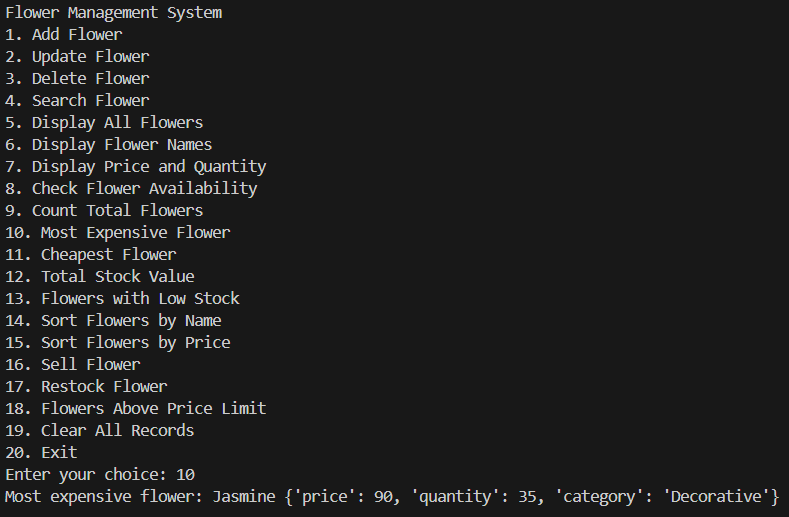 Flower Management System
1. Add Flower
2. Update Flower
3. Delete Flower
4. Search Flower
5. Display All Flowers
6. Display Flower Names
7. Display Price and Quantity
8. Check Flower Availability
9. Count Total Flowers
10. Most Expensive Flower
11. Cheapest Flower
12. Total Stock Value
13. Flowers with Low Stock
14. Sort Flowers by Name
15. Sort Flowers by Price
16. Sell Flower
17. Restock Flower
18. Flowers Above Price Limit
19. Clear All Records
20. Exit
Enter your choice: 10
Most expensive flower: Jasmine {'price': 90, 'quantity': 35, 'category': 'Decorative'}